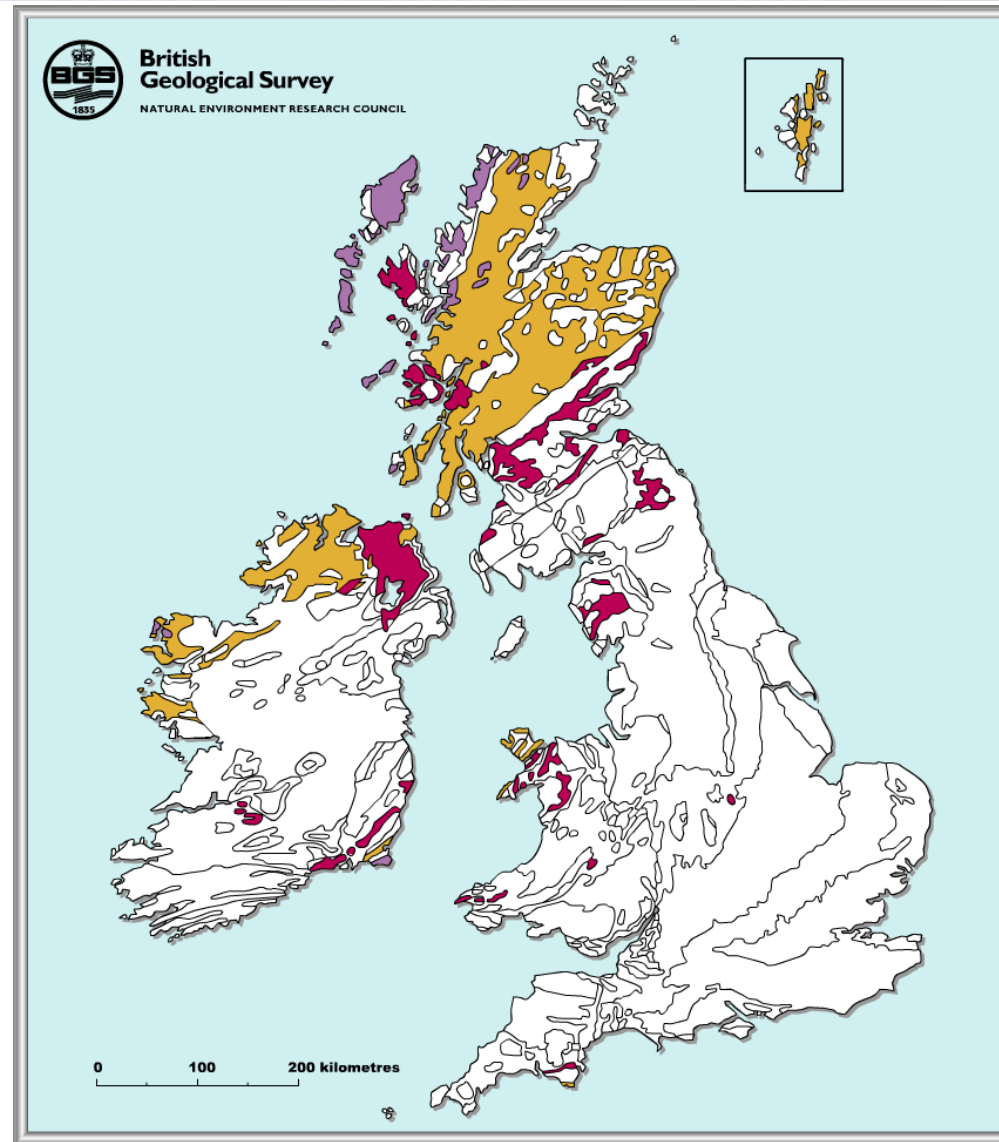 BGS
1835
British
Geological Survey
NATURAL ENVIRONMENT RESEARCH COUNCIL
0 100 200 kilometres